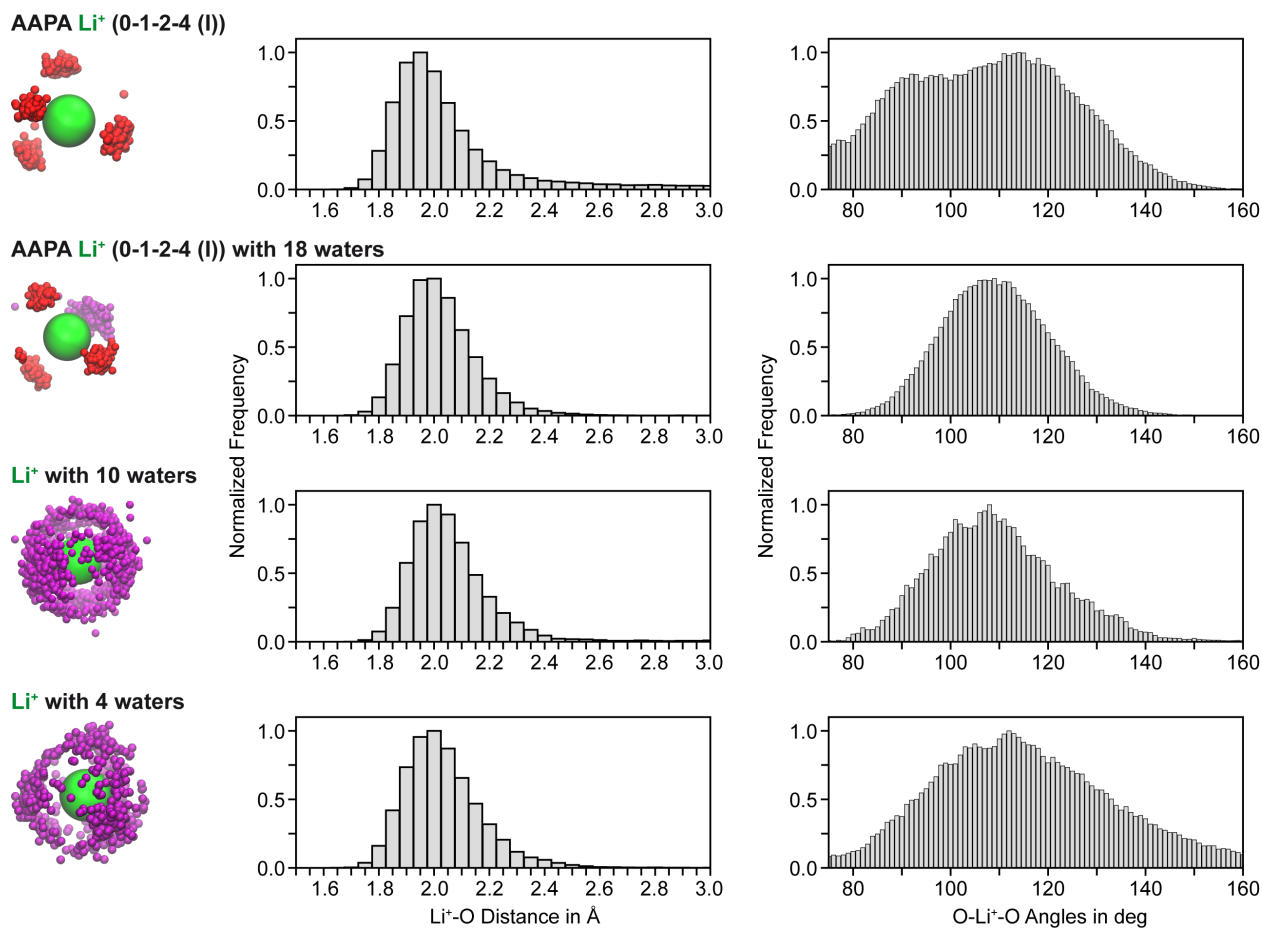 AAPA Li⁺ (0-1-2-4 (I))
1.0
0.5
0.0
1.6 1.8 2.0 2.2 2.4 2.6 2.8 3.0
1.0
0.5
0.0
80 100 120 140 160
AAPA Li⁺ (0-1-2-4 (I)) with 18 waters
1.0
0.5
0.0
1.6 1.8 2.0 2.2 2.4 2.6 2.8 3.0
1.0
0.5
0.0
80 100 120 140 160
Normalized Frequency
Normalized Frequency
Li⁺ with 10 waters
1.0
0.5
0.0
1.6 1.8 2.0 2.2 2.4 2.6 2.8 3.0
1.0
0.5
0.0
80 100 120 140 160
Li⁺ with 4 waters
1.0
0.5
0.0
1.6 1.8 2.0 2.2 2.4 2.6 2.8 3.0
Li⁺-O Distance in Å
1.0
0.5
0.0
80 100 120 140 160
O-Li⁺-O Angles in deg